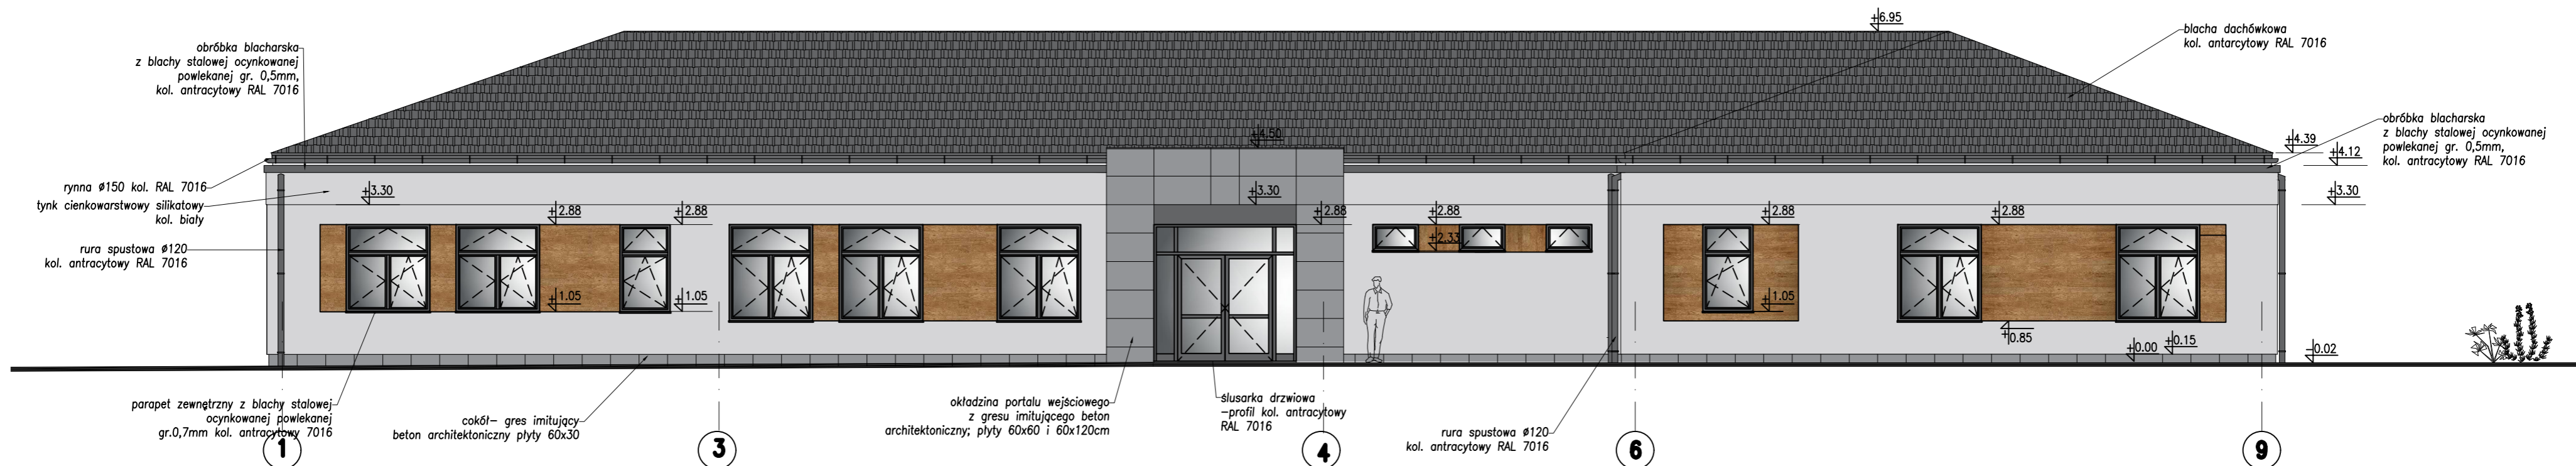 +6.95
blacha dachówkowa
kol. antarcytowy RAL 7016
obróbka blacharska
z blachy stalowej ocynkowanej
powlekanej gr. 0,5mm,
kol. antracytowy RAL 7016
obróbka blacharska
z blachy stalowej ocynkowanej
powlekanej gr. 0,5mm,
kol. antracytowy RAL 7016
+4.50
+4.39
+4.12
rynna ø150 kol. RAL 7016
tynk cienkowarstwowy silikatowy
kol. biały
+3.30
+3.30
+3.30
+2.88
+2.88
+2.88
+2.88
+2.88
+2.88
+2.33
rura spustowa ø120
kol. antracytowy RAL 7016
+1.05
+1.05
+1.05
+0.85
+0.00
+0.15
-0.02
parapet zewnętrzny z blachy stalowej
ocynkowanej powlekanej
gr.0,7mm kol. antracytowy 7016
cokół- gres imitujący
beton architektoniczny płyty 60x30
okładzina portalu wejściowego
z gresu imitującego beton
architektoniczny; płyty 60x60 i 60x120cm
ślusarka drzwiowa
-profil kol. antracytowy
RAL 7016
rura spustowa ø120
kol. antracytowy RAL 7016
1
3
4
6
9